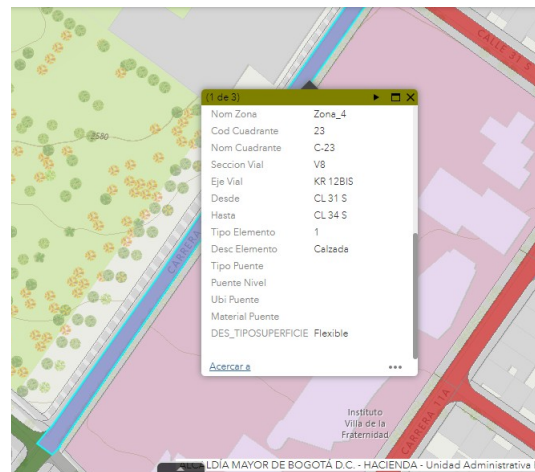 CALLE 31 S
(1 de 3)
Nom Zona Zona_4
Cod Cuadrante 23
Nom Cuadrante C-23
Seccion Vial V8
Eje Vial KR 12BIS
Desde CL 31 S
Hasta CL 34 S
Tipo Elemento 1
Desc Elemento Calzada
Tipo Puente
Puente Nivel
Ubi Puente
Material Puente
DES_TIPOSUPERFICIE Flexible
Acercar a
2580
CARRERA
Instituto
Villa de la
Fraternidad
CARRERA 11A
ALCALDÍA MAYOR DE BOGOTÁ D.C. - HACIENDA - Unidad Administrativa